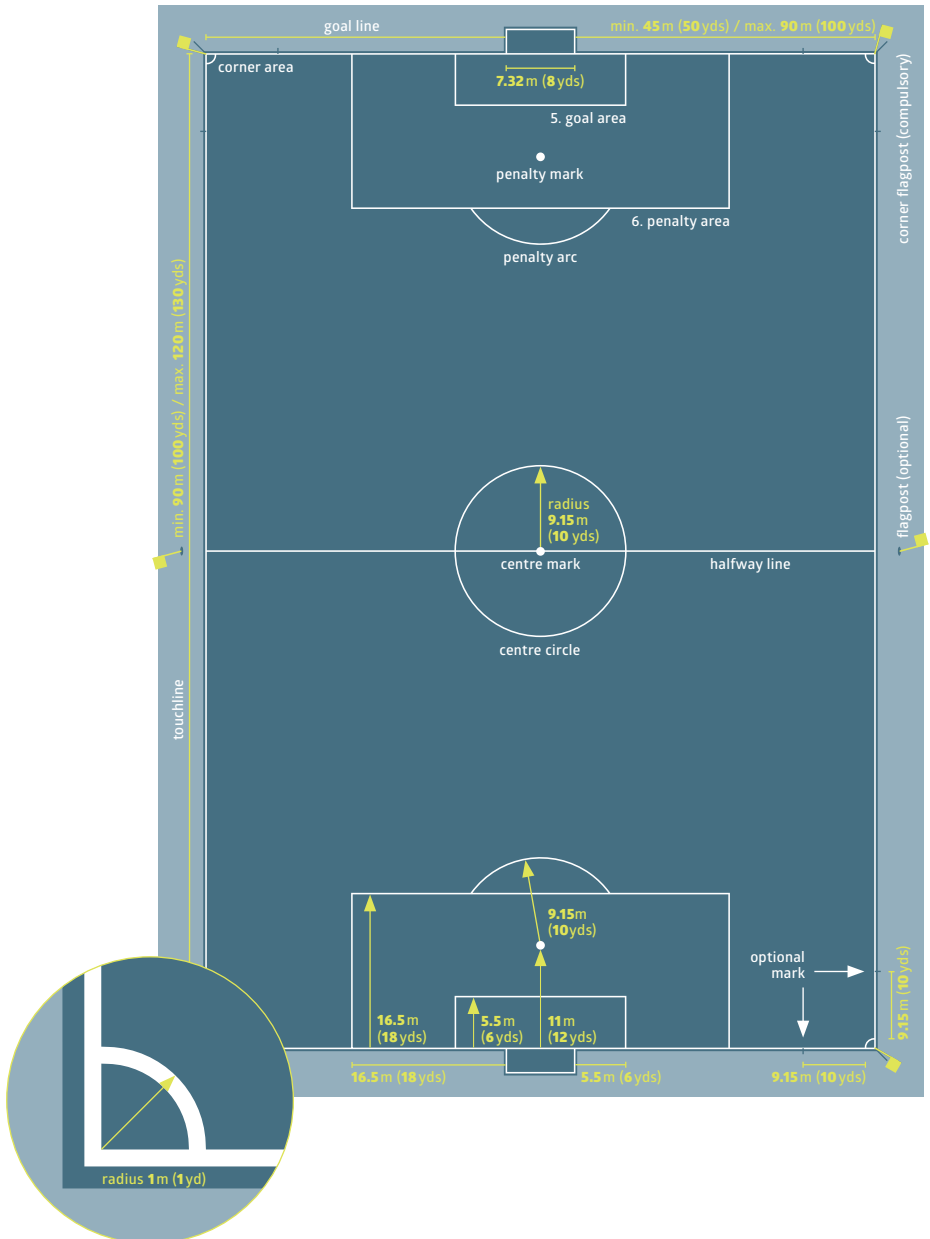 goal line
min. 45 m (50 yds) / max. 90 m (100 yds)
corner area
7.32 m (8 yds)
5. goal area
penalty mark
6. penalty area
penalty arc
corner flagpost (compulsory)
min. 90 m (100 yds) / max. 120 m (130 yds)
flagpost (optional)
radius
9.15 m
(10 yds)
centre mark
halfway line
centre circle
touchline
9.15m
(10 yds)
optional
mark
9.15 m (10 yds)
16.5 m
(18 yds)
5.5 m
(6 yds)
11 m
(12 yds)
16.5 m (18 yds)
5.5 m (6 yds)
9.15 m (10 yds)
radius 1 m (1 yd)